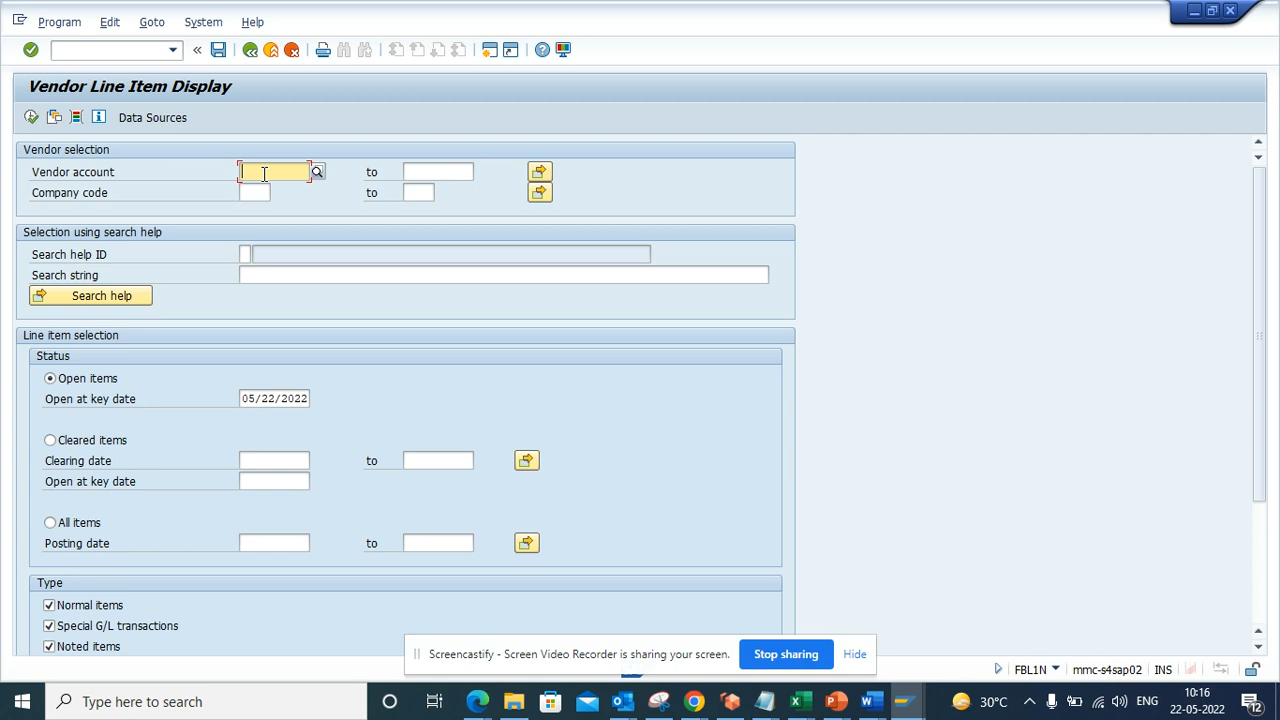 Program Edit Goto System Help
Vendor Line Item Display
Data Sources
Vendor selection
Vendor account to
Company code to
Selection using search help
Search help ID
Search string
Search help
Line item selection
Status
Open items
Open at key date 05/22/2022
Cleared items
Clearing date to
Open at key date
All items
Posting date to
Type
Normal items
Special G/L transactions
Noted items
Screencastify - Screen Video Recorder is sharing your screen. Stop sharing Hide
FBL1N mmc-s4sap02 INS
Type here to search 30°C ENG 10:16
22-05-2022 12